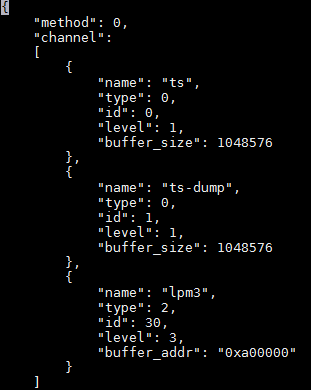 {
    "method": 0,
    "channel":
    [
        {
            "name": "ts",
            "type": 0,
            "id": 0,
            "level": 1,
            "buffer_size": 1048576
        },
        {
            "name": "ts-dump",
            "type": 0,
            "id": 1,
            "level": 1,
            "buffer_size": 1048576
        },
        {
            "name": "lpm3",
            "type": 2,
            "id": 30,
            "level": 3,
            "buffer_addr": "0xa00000"
        }
    ]